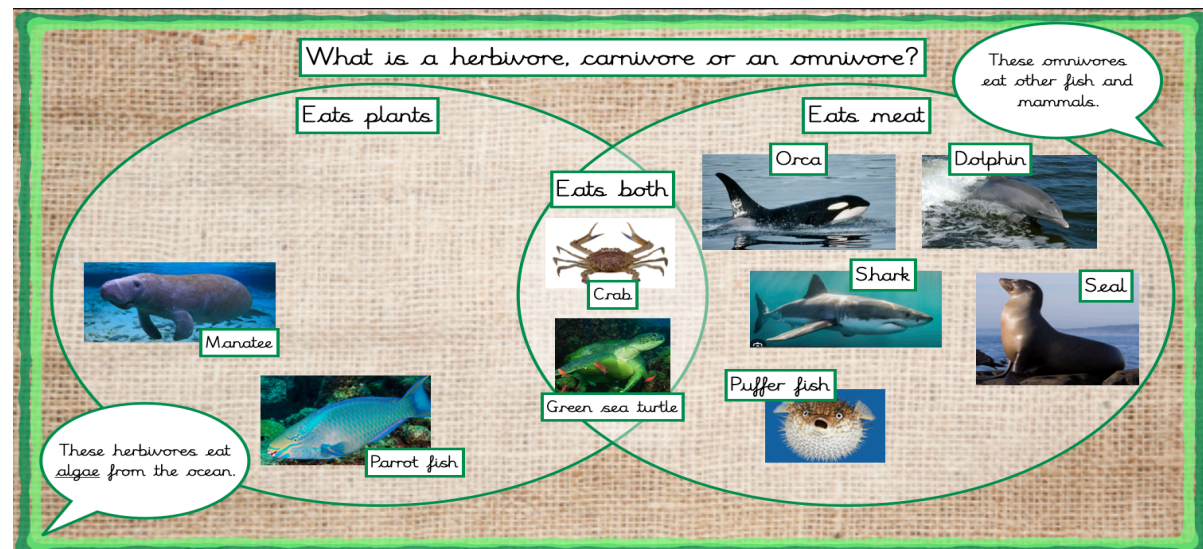 What is a herbivore, carnivore or an omnivore?
These omnivores
eat other fish and
mammals.
Eats plants
Eats meat
Eats both
Orca
Dolphin
Crab
Shark
Seal
Manatee
Puffer fish
Green sea turtle
Parrot fish
These herbivores eat
algae from the ocean.